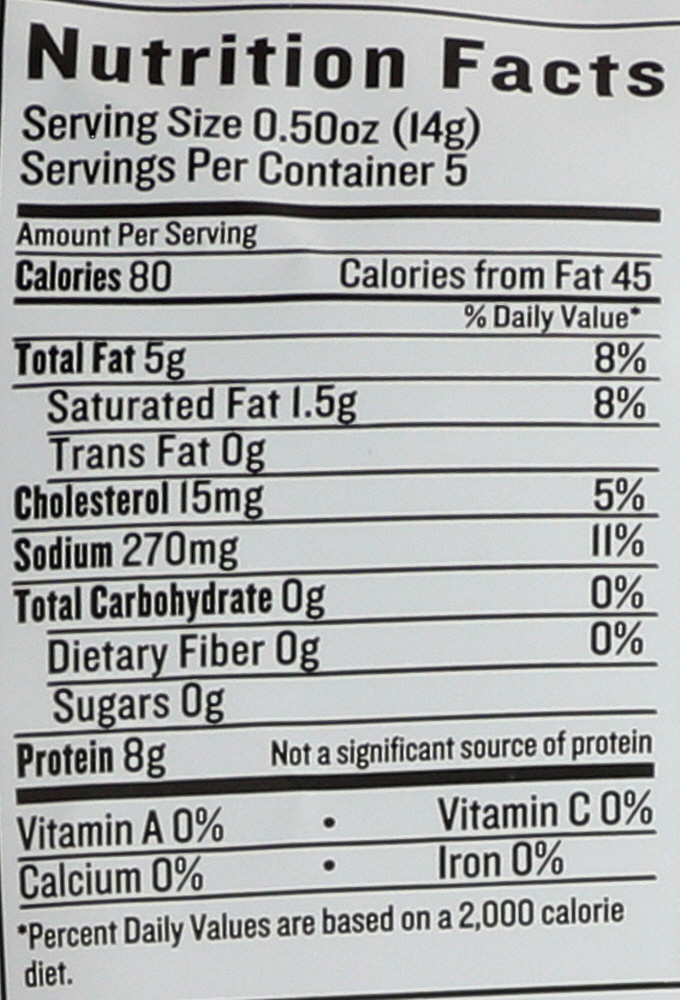 Nutrition Facts
Serving Size 0.50oz (14g)
Servings Per Container 5
Amount Per Serving
Calories 80 Calories from Fat 45
% Daily Value*
Total Fat 5g 8%
Saturated Fat 1.5g 8%
Trans Fat 0g
Cholesterol 15mg 5%
Sodium 270mg 11%
Total Carbohydrate 0g 0%
Dietary Fiber 0g 0%
Sugars 0g
Protein 8g Not a significant source of protein
Vitamin A 0% • Vitamin C 0%
Calcium 0% • Iron 0%
*Percent Daily Values are based on a 2,000 calorie
diet.